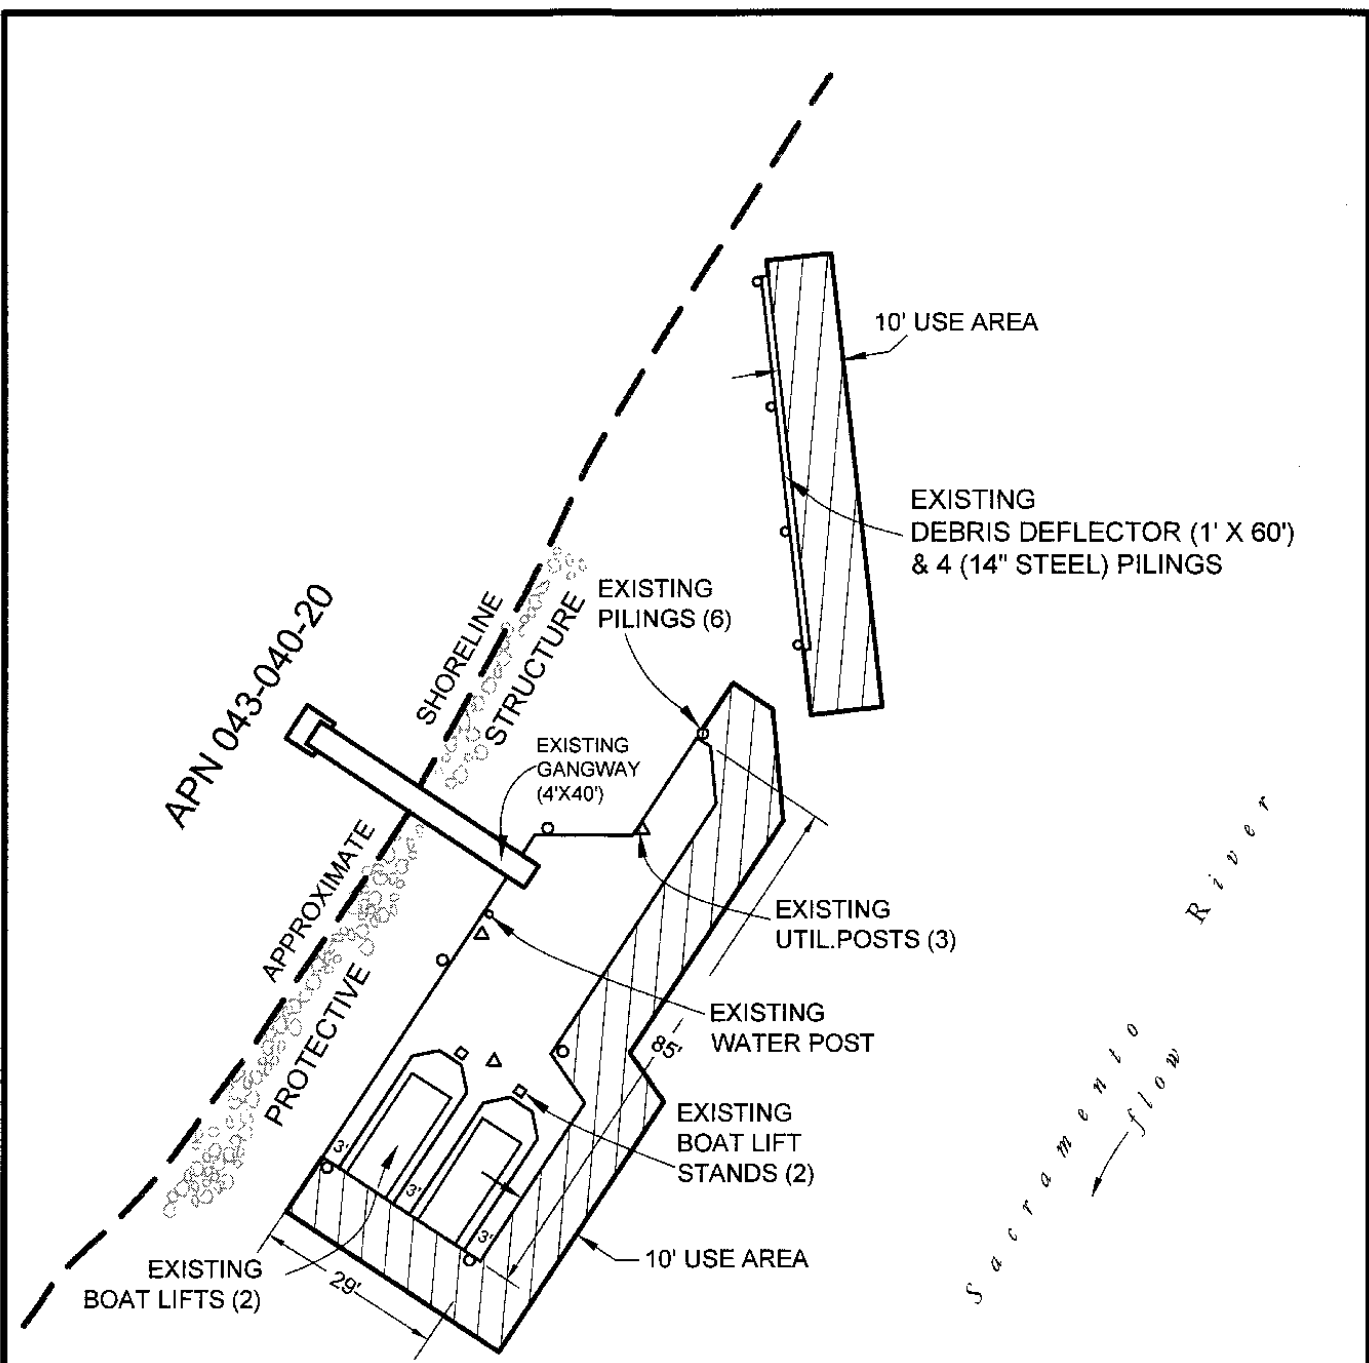 10' USE AREA
EXISTING
DEBRIS DEFLECTOR (1' X 60')
& 4 (14" STEEL) PILINGS
EXISTING
PILINGS (6)
APN 043-040-20
SHORELINE
STRUCTURE
EXISTING
GANGWAY
(4'X40')
APPROXIMATE
PROTECTIVE
EXISTING
UTIL.POSTS (3)
EXISTING
WATER POST
85'
EXISTING
BOAT LIFT
STANDS (2)
3'
3'
3'
10' USE AREA
EXISTING
BOAT LIFTS (2)
29'
Sacramento River
flow